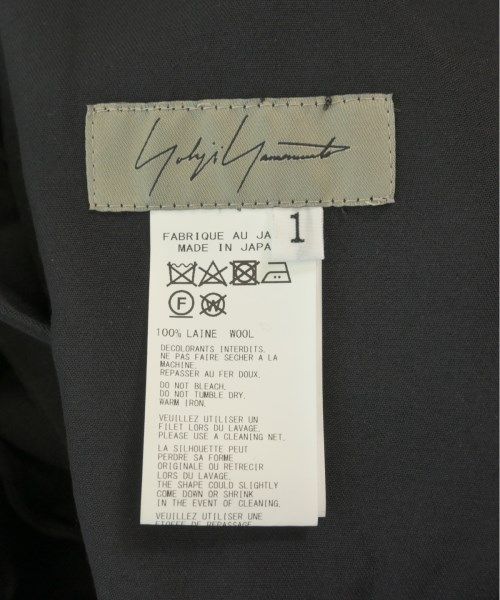 Yohji Yamamoto
1
FABRIQUE AU JA
MADE IN JAPA
F
W
100% LAINE WOOL
DECOLORANTS INTERDITS.
NE PAS FAIRE SECHER A LA
MACHINE.
REPASSER AU FER DOUX.
DO NOT BLEACH.
DO NOT TUMBLE DRY.
WARM IRON.
VEUILLEZ UTILISER UN
FILET LORS DU LAVAGE.
PLEASE USE A CLEANING NET.
LA SILHOUETTE PEUT
PERDRE SA FORME
ORIGINALE OU RETRECIR
LORS DU LAVAGE.
THE SHAPE COULD SLIGHTLY
COME DOWN OR SHRINK
IN THE EVENT OF CLEANING.
VEUILLEZ UTILISER UNE
ETOFFE DE REPASSAGE